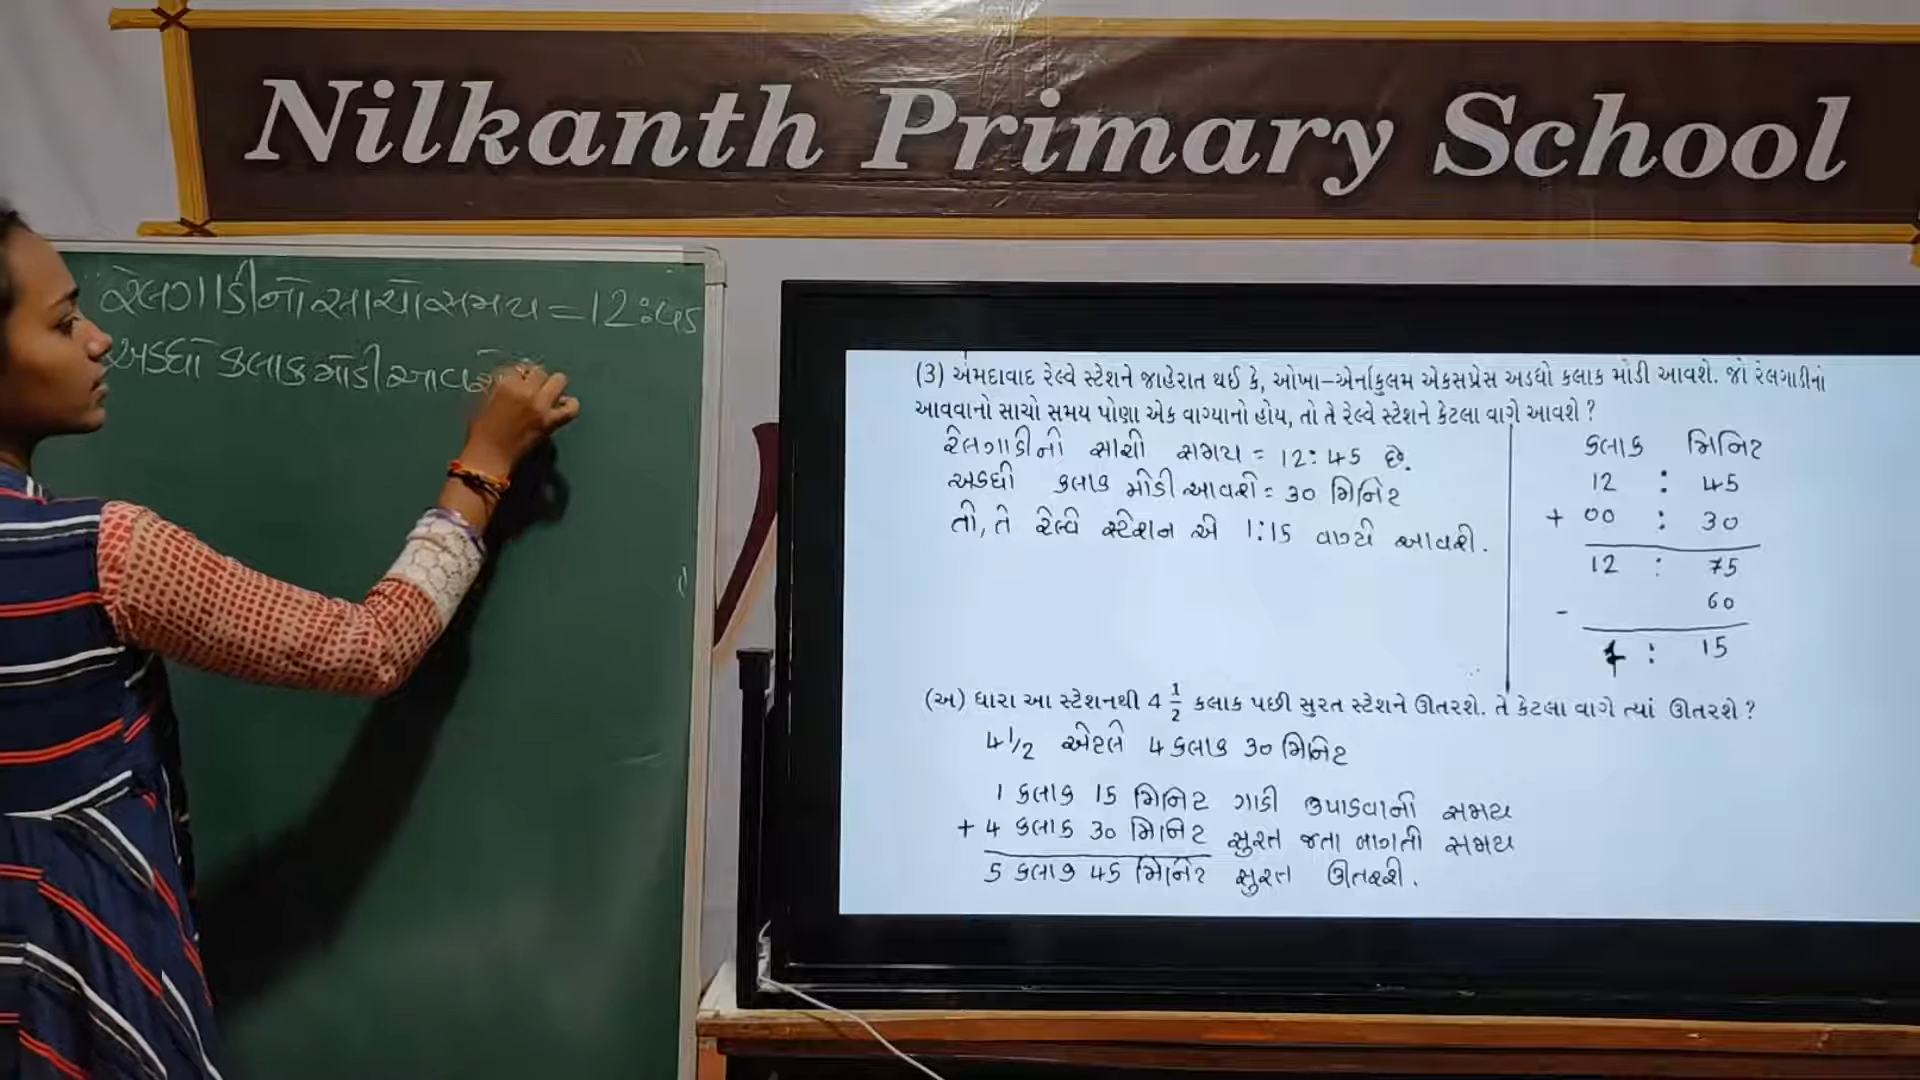 Nilkanth Primary School
રેલગાડીનો સાચો સમય = 12:45
અડધો કલાક મોડી આવશે
(3) અમદાવાદ રેલ્વે સ્ટેશને જાહેરાત થઈ કે, ઓખા–એર્નાકુલમ એકસપ્રેસ અડધો કલાક મોડી આવશે. જો રેલગાડીનો
આવવાનો સાચો સમય પોણા એક વાગ્યાનો હોય, તો તે રેલ્વે સ્ટેશને કેટલા વાગે આવશે ?
રેલગાડીનો સાચો સમય = 12:45 છે.
અડધો કલાક મોડી આવશે = 30 મિનિટ
તો, તે રેલ્વે સ્ટેશન એ 1:15 વાગ્યે આવશે.
કલાક મિનિટ
12 : 45
+ 00 : 30
12 : 75
- 60
1 : 15
(અ) ધારા આ સ્ટેશનથી 4 1/2 કલાક પછી સુરત સ્ટેશને ઊતરશે. તે કેટલા વાગે ત્યાં ઊતરશે ?
4 1/2 એટલે 4 કલાક 30 મિનિટ
1 કલાક 15 મિનિટ ગાડી ઉપાડવાનો સમય
+ 4 કલાક 30 મિનિટ સુરત જતા લાગતો સમય
5 કલાક 45 મિનિટ સુરત ઊતરશે.